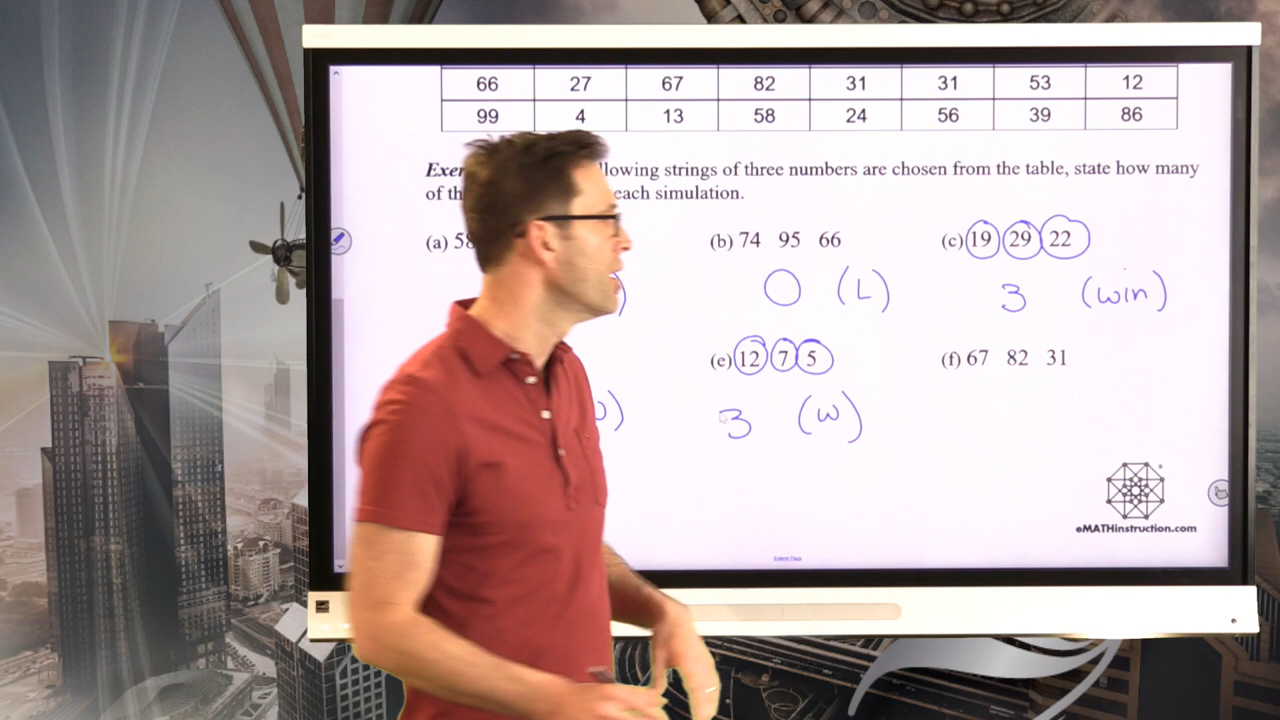 66 27 67 82 31 31 53 12
99 4 13 58 24 56 39 86
llowing strings of three numbers are chosen from the table, state how many
of th each simulation.
(a) 58 (b) 74 95 66 (c) 19 29 22
0 (L) 3 (win)
(e) 12 7 5 (f) 67 82 31
3 (W)
eMATHinstruction.com